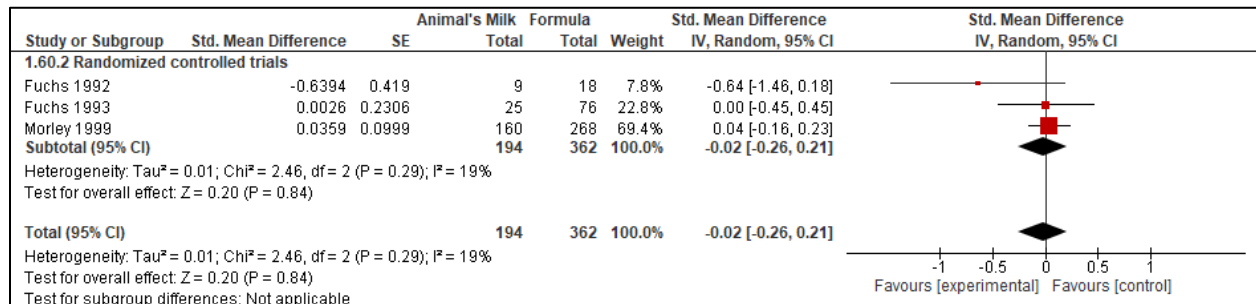 Animal's Milk Formula Std. Mean Difference Std. Mean Difference
Study or Subgroup Std. Mean Difference SE Total Total Weight IV, Random, 95% CI IV, Random, 95% CI
1.60.2 Randomized controlled trials
Fuchs 1992 -0.6394 0.419 9 18 7.8% -0.64 [-1.46, 0.18]
Fuchs 1993 0.0026 0.2306 25 76 22.8% 0.00 [-0.45, 0.45]
Morley 1999 0.0359 0.0999 160 268 69.4% 0.04 [-0.16, 0.23]
Subtotal (95% CI) 194 362 100.0% -0.02 [-0.26, 0.21]
Heterogeneity: Tau² = 0.01; Chi² = 2.46, df = 2 (P = 0.29); I² = 19%
Test for overall effect: Z = 0.20 (P = 0.84)
Total (95% CI) 194 362 100.0% -0.02 [-0.26, 0.21]
Heterogeneity: Tau² = 0.01; Chi² = 2.46, df = 2 (P = 0.29); I² = 19%
Test for overall effect: Z = 0.20 (P = 0.84)
Test for subgroup differences: Not applicable
-1 -0.5 0 0.5 1
Favours [experimental] Favours [control]